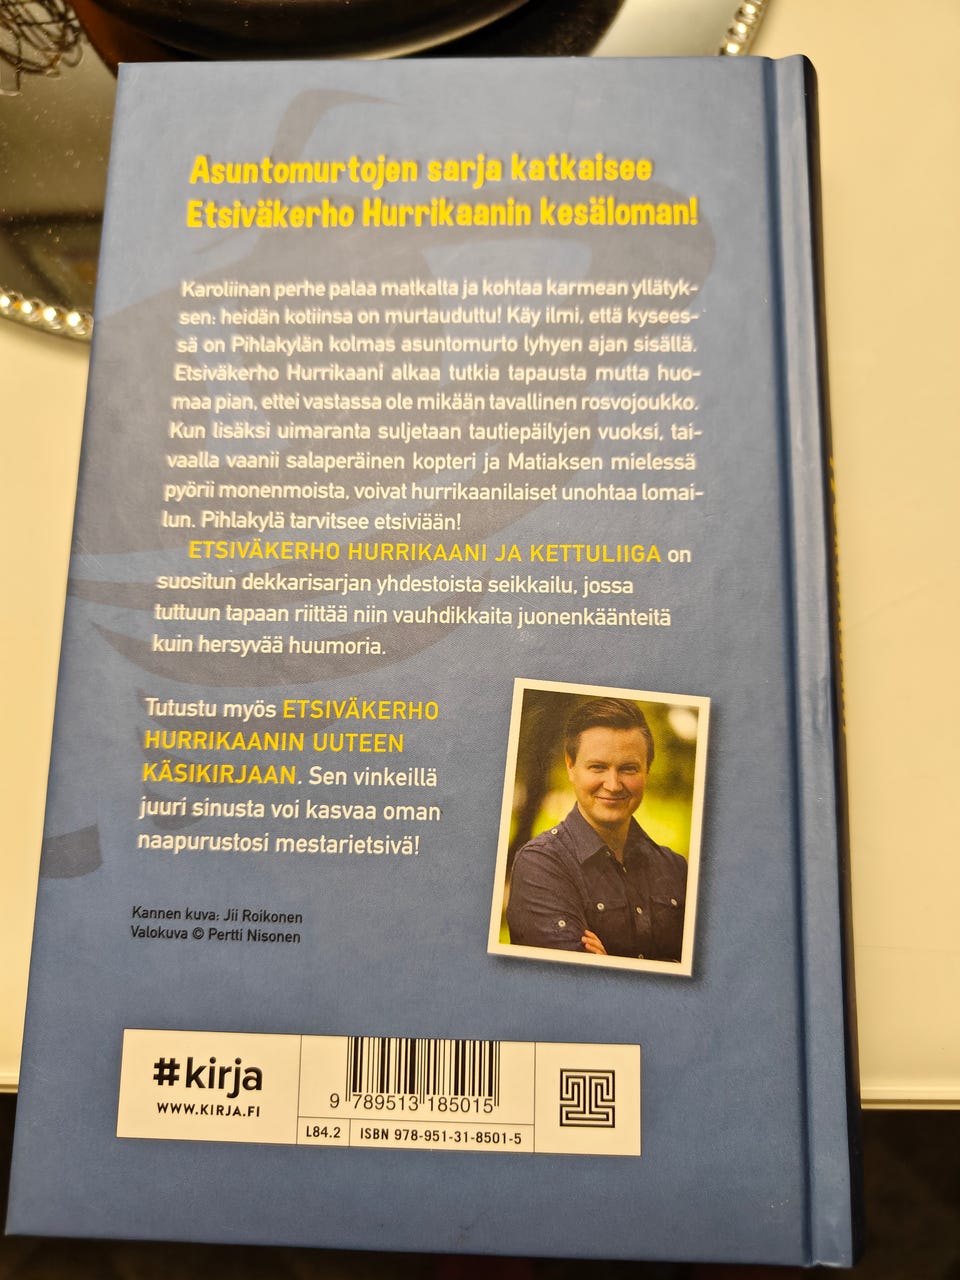 Asuntomurtojen sarja katkaisee
Etsiväkerho Hurrikaanin kesäloman!
Karoliinan perhe palaa matkalta ja kohtaa karmean yllätyk-
sen: heidän kotiinsa on murtauduttu! Käy ilmi, että kysees-
sä on Pihlakylän kolmas asuntomurto lyhyen ajan sisällä.
Etsiväkerho Hurrikaani alkaa tutkia tapausta mutta huo-
maa pian, ettei vastassa ole mikään tavallinen rosvojoukko.
Kun lisäksi uimaranta suljetaan tautiepäilyjen vuoksi, tai-
vaalla vaanii salaperäinen kopteri ja Matiaksen mielessä
pyörii monenmoista, voivat hurrikaanilaiset unohtaa lomai-
lun. Pihlakylä tarvitsee etsiviään!
ETSIVÄKERHO HURRIKAANI JA KETTULIIGA on
suositun dekkarisarjan yhdestoista seikkailu, jossa
tuttuun tapaan riittää niin vauhdikkaita juonenkäänteitä
kuin hersyvää huumoria.
Tutustu myös ETSIVÄKERHO
HURRIKAANIN UUTEEN
KÄSIKIRJAAN. Sen vinkeillä
juuri sinusta voi kasvaa oman
naapurustosi mestarietsivä!
Kannen kuva: Jii Roikonen
Valokuva © Pertti Nisonen
#kirja
WWW.KIRJA.FI
9 789513 185015
L84.2 ISBN 978-951-31-8501-5